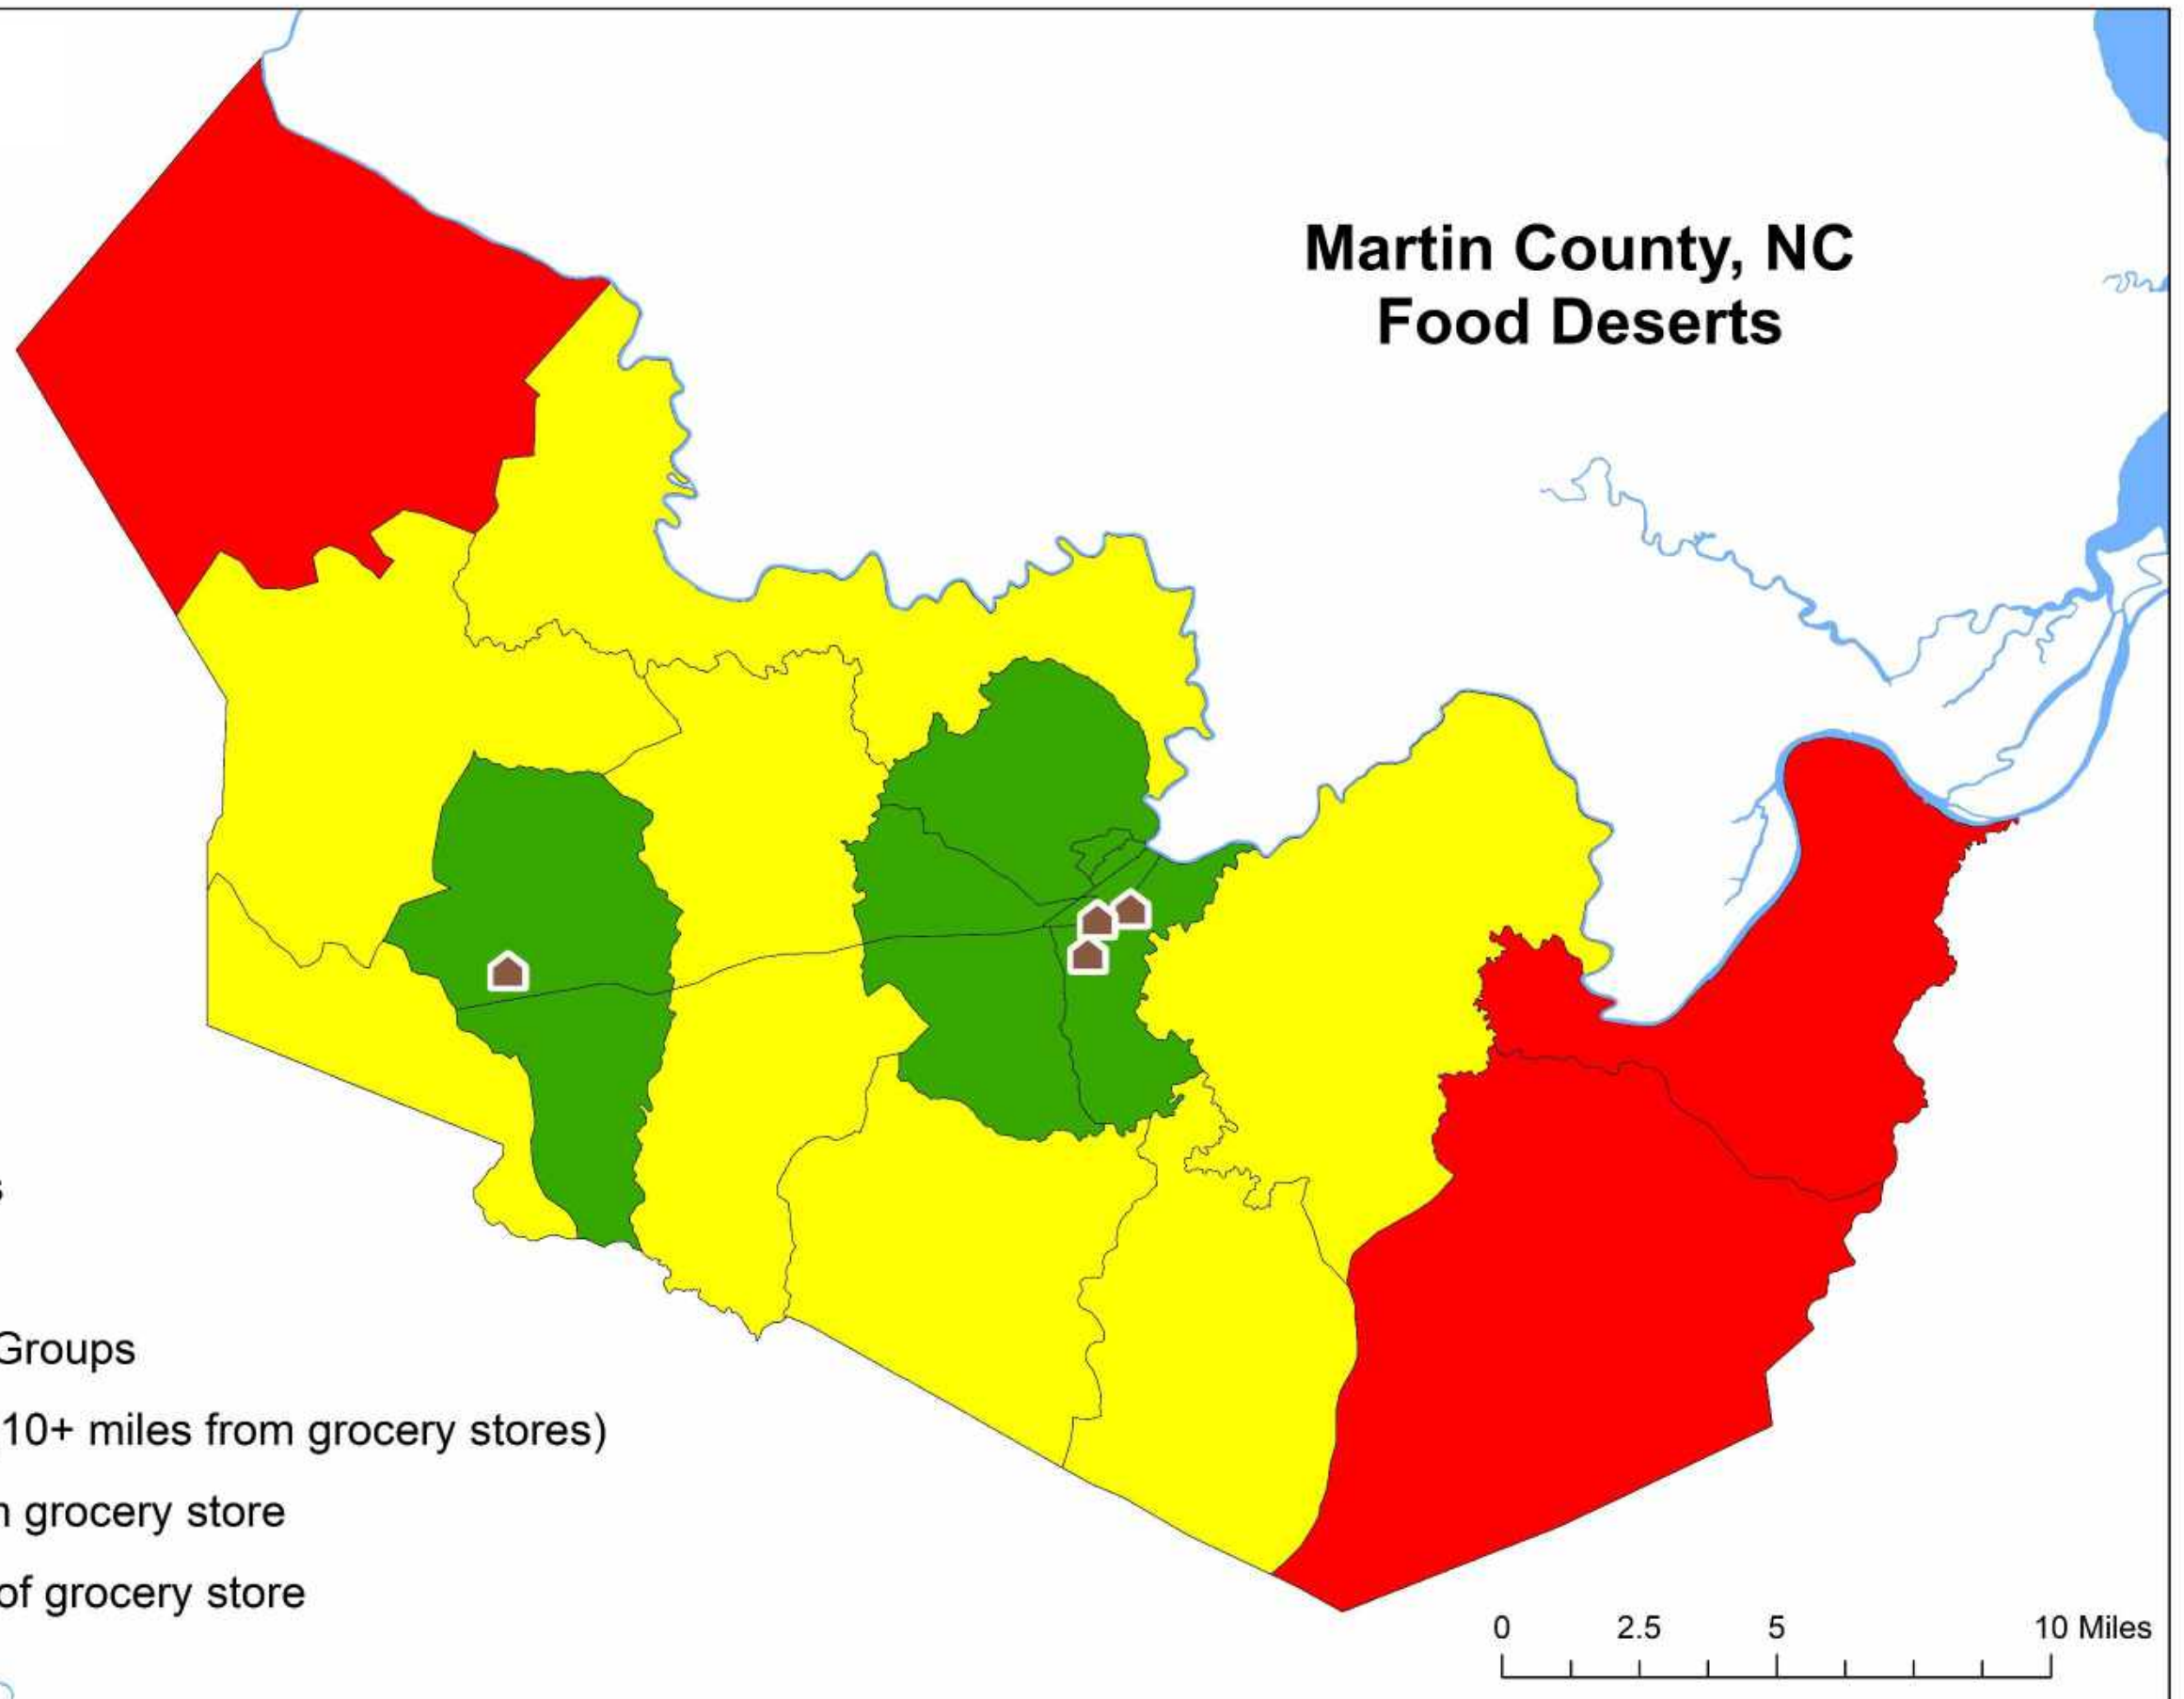 Martin County, NC
Food Deserts
Groups
10+ miles from grocery stores)
grocery store
of grocery store
0 2.5 5 10 Miles